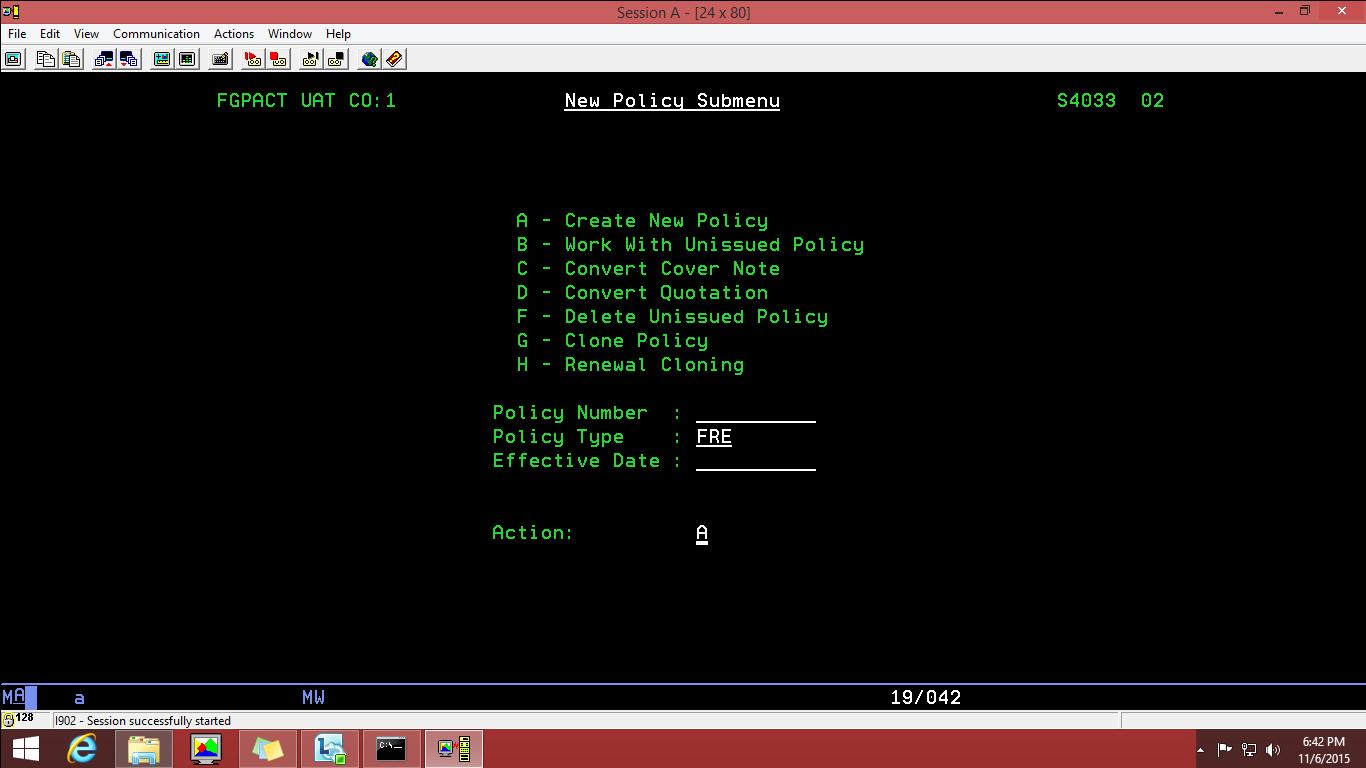 Session A - [24 x 80]
File Edit View Communication Actions Window Help
FGPACT UAT CO:1 New Policy Submenu S4033 02
A - Create New Policy
B - Work With Unissued Policy
C - Convert Cover Note
D - Convert Quotation
F - Delete Unissued Policy
G - Clone Policy
H - Renewal Cloning
Policy Number :
Policy Type : FRE
Effective Date :
Action: A
MA a MW 19/042
128 I902 - Session successfully started
C:\_
6:42 PM
11/6/2015